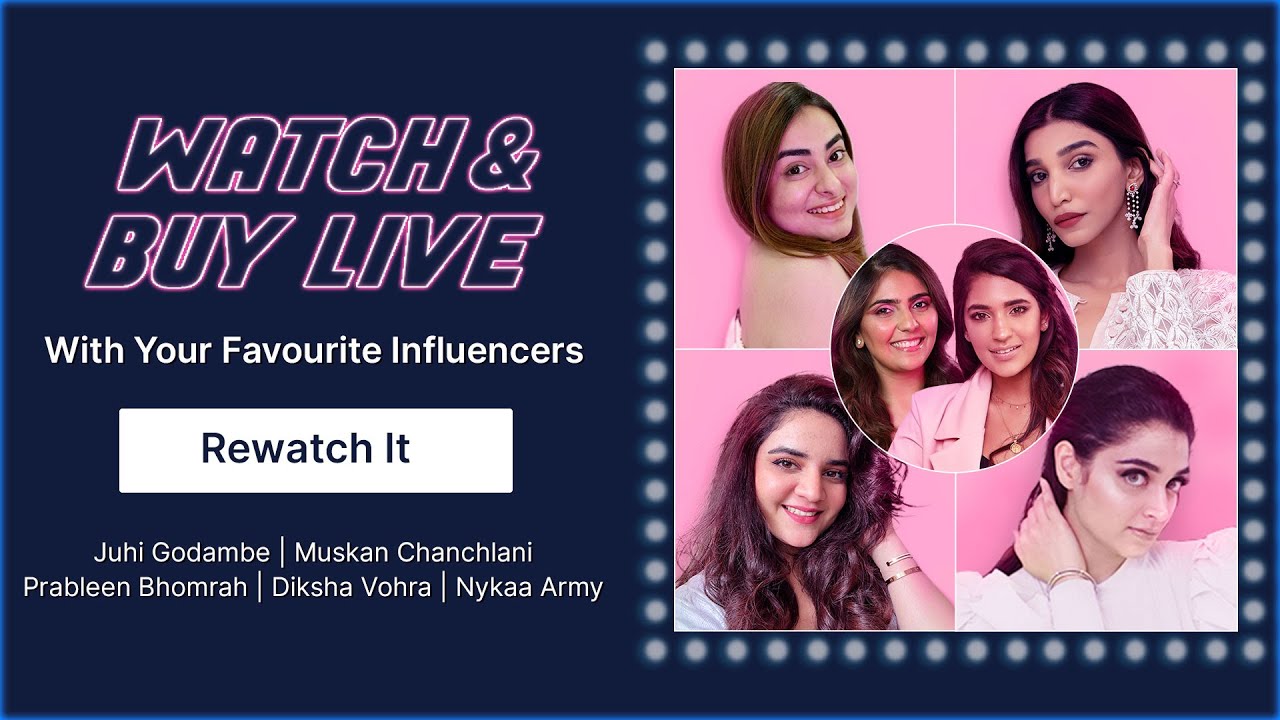 WATCH &
BUY LIVE
With Your Favourite Influencers
Rewatch It
Juhi Godambe | Muskan Chanchlani
Prableen Bhomrah | Diksha Vohra | Nykaa Army